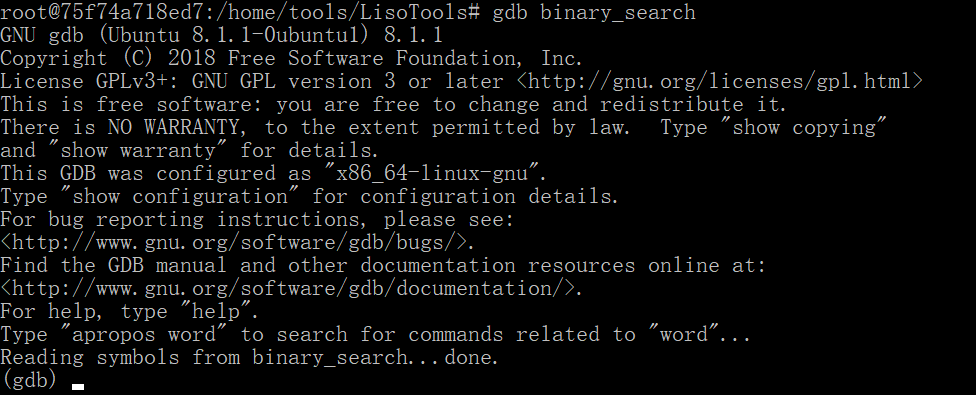 root@75f74a718ed7:/home/tools/LisoTools# gdb binary_search
GNU gdb (Ubuntu 8.1.1-0ubuntu1) 8.1.1
Copyright (C) 2018 Free Software Foundation, Inc.
License GPLv3+: GNU GPL version 3 or later <http://gnu.org/licenses/gpl.html>
This is free software: you are free to change and redistribute it.
There is NO WARRANTY, to the extent permitted by law.  Type "show copying"
and "show warranty" for details.
This GDB was configured as "x86_64-linux-gnu".
Type "show configuration" for configuration details.
For bug reporting instructions, please see:
<http://www.gnu.org/software/gdb/bugs/>.
Find the GDB manual and other documentation resources online at:
<http://www.gnu.org/software/gdb/documentation/>.
For help, type "help".
Type "apropos word" to search for commands related to "word"...
Reading symbols from binary_search...done.
(gdb)